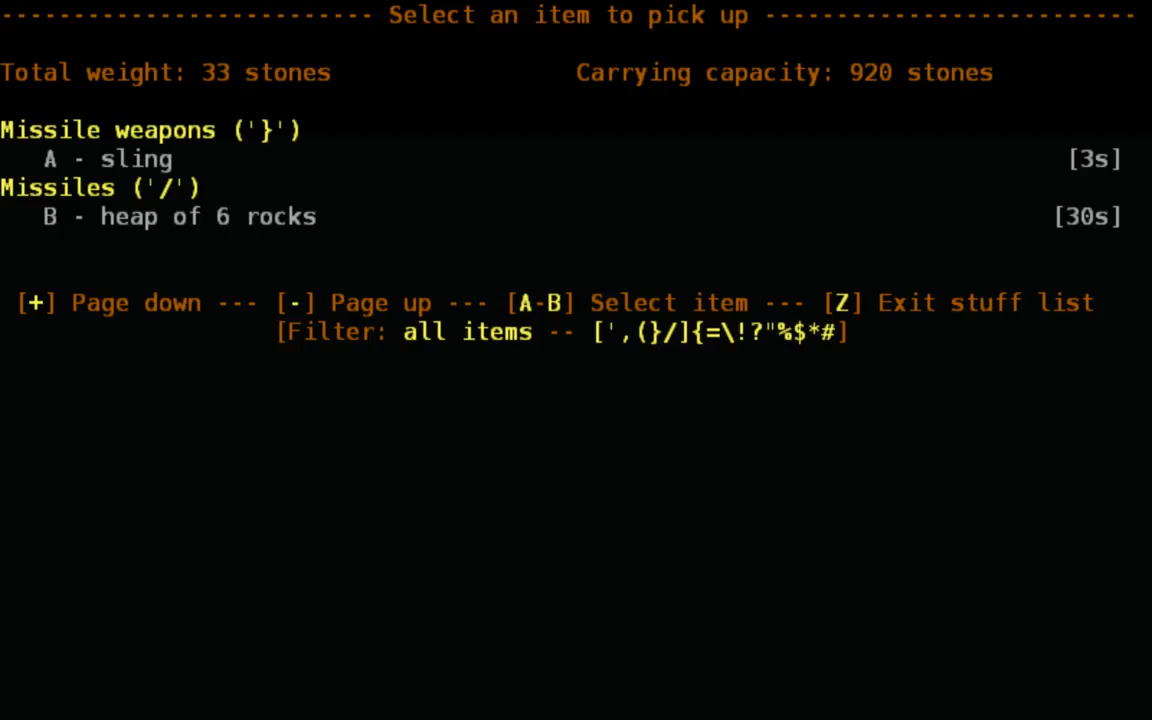 -------------------------- Select an item to pick up --------------------------
Total weight: 33 stones Carrying capacity: 920 stones
Missile weapons ('}')
A - sling [3s]
Missiles ('/')
B - heap of 6 rocks [30s]
[+] Page down --- [-] Page up --- [A-B] Select item --- [Z] Exit stuff list
[Filter: all items -- [',(}/]{=\!?"%$*#]